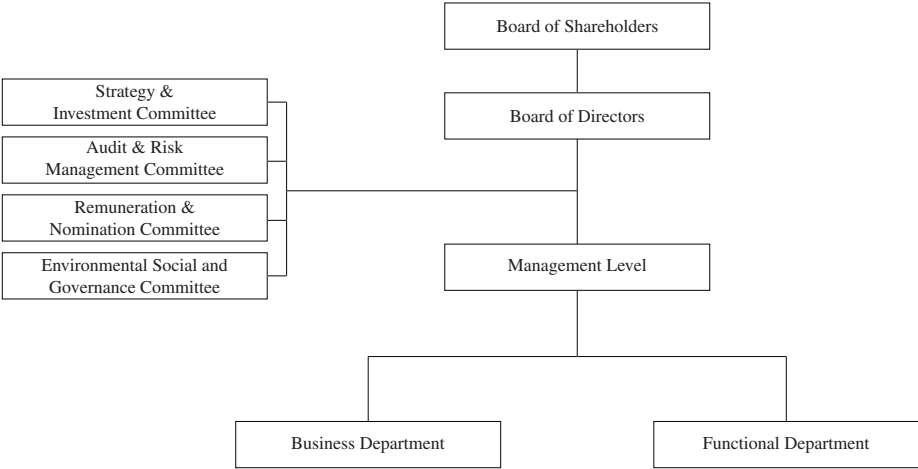 Board of Shareholders
Board of Directors
Strategy &
Investment Committee
Audit & Risk
Management Committee
Remuneration &
Nomination Committee
Environmental Social and
Governance Committee
Management Level
Business Department
Functional Department